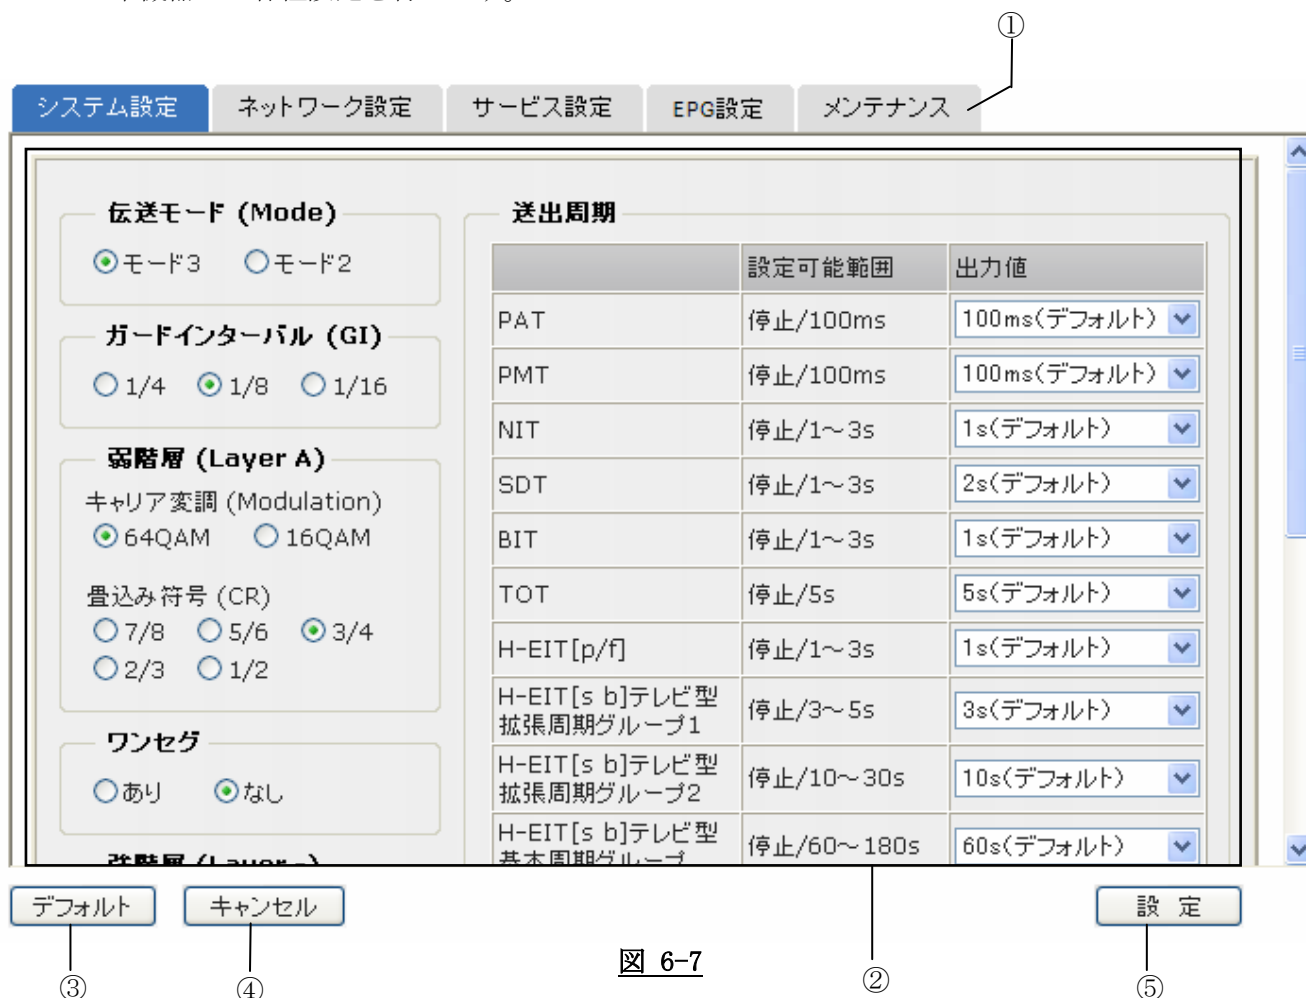 ①
システム設定 ネットワーク設定 サービス設定 EPG設定 メンテナンス
伝送モード (Mode)
モード3 モード2
ガードインターバル (GI)
1/4 1/8 1/16
弱階層 (Layer A)
キャリア変調 (Modulation)
64QAM 16QAM
畳込み符号 (CR)
7/8 5/6 3/4
2/3 1/2
ワンセグ
あり なし
強階層 (Layer -)
送出周期
設定可能範囲 出力値
PAT 停止/100ms 100ms(デフォルト)
PMT 停止/100ms 100ms(デフォルト)
NIT 停止/1～3s 1s(デフォルト)
SDT 停止/1～3s 2s(デフォルト)
BIT 停止/1～3s 1s(デフォルト)
TOT 停止/5s 5s(デフォルト)
H-EIT[p/f] 停止/1～3s 1s(デフォルト)
H-EIT[s b]テレビ型
拡張周期グループ1 停止/3～5s 3s(デフォルト)
H-EIT[s b]テレビ型
拡張周期グループ2 停止/10～30s 10s(デフォルト)
H-EIT[s b]テレビ型
基本周期グループ 停止/60～180s 60s(デフォルト)
デフォルト キャンセル 設 定
図 6-7
③ ④ ② ⑤